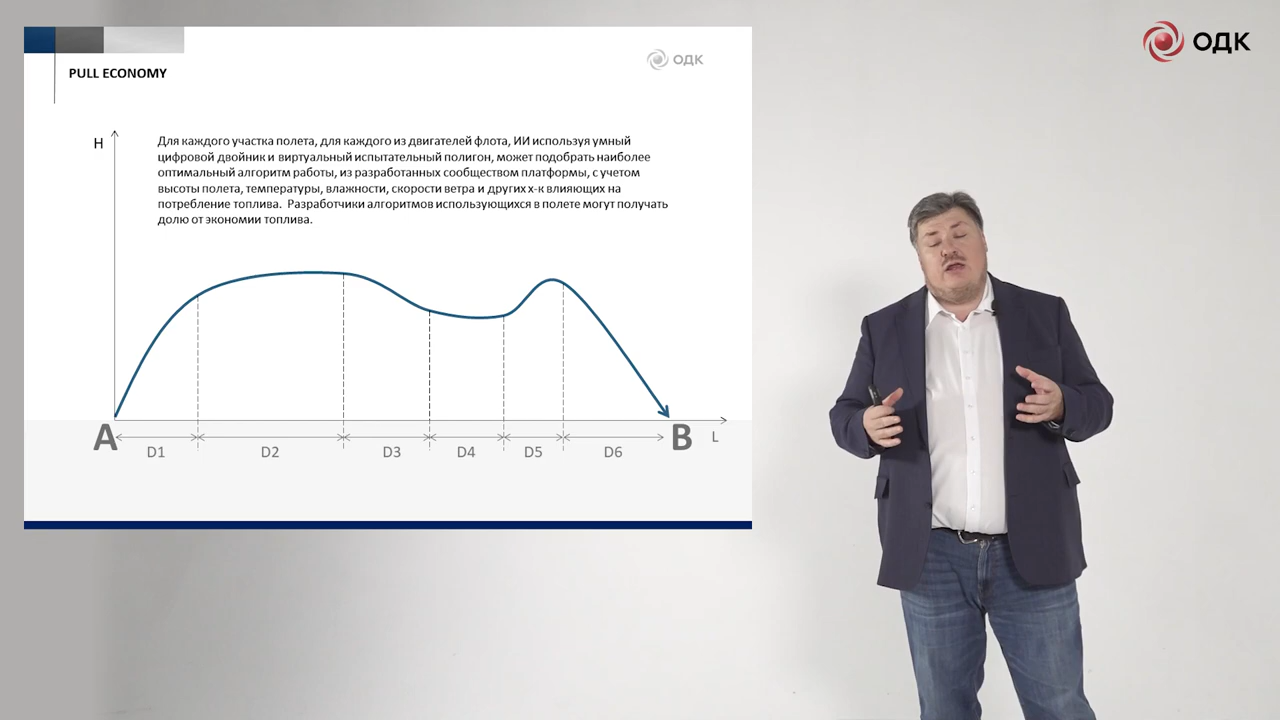 ОДК
ОДК
PULL ECONOMY
H
Для каждого участка полета, для каждого из двигателей флота, ИИ используя умный
цифровой двойник и виртуальный испытательный полигон, может подобрать наиболее
оптимальный алгоритм работы, из разработанных сообществом платформы, с учетом
высоты полета, температуры, влажности, скорости ветра и других х-к влияющих на
потребление топлива. Разработчики алгоритмов использующихся в полете могут получать
долю от экономии топлива.
A
B
L
D1
D2
D3
D4
D5
D6